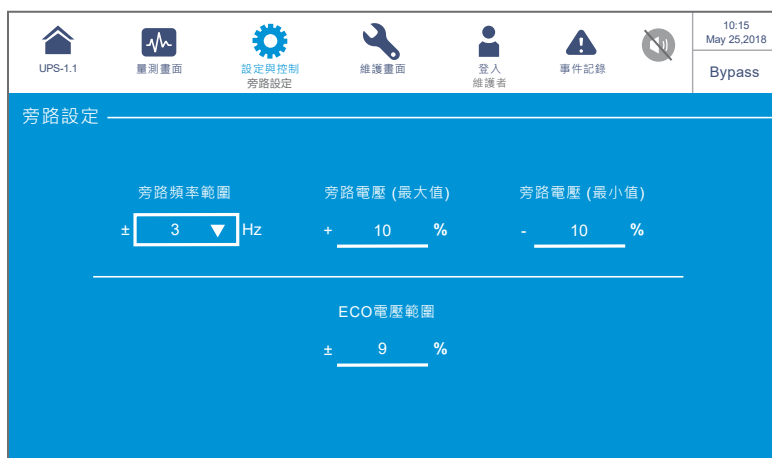 UPS-1.1
量測畫面
設定與控制
旁路設定
維護畫面
登入
維護者
事件記錄
10:15
May 25,2018
Bypass
旁路設定
旁路頻率範圍 旁路電壓 (最大值) 旁路電壓 (最小值)
± 3 ▼ Hz + 10 % - 10 %
ECO電壓範圍
± 9 %